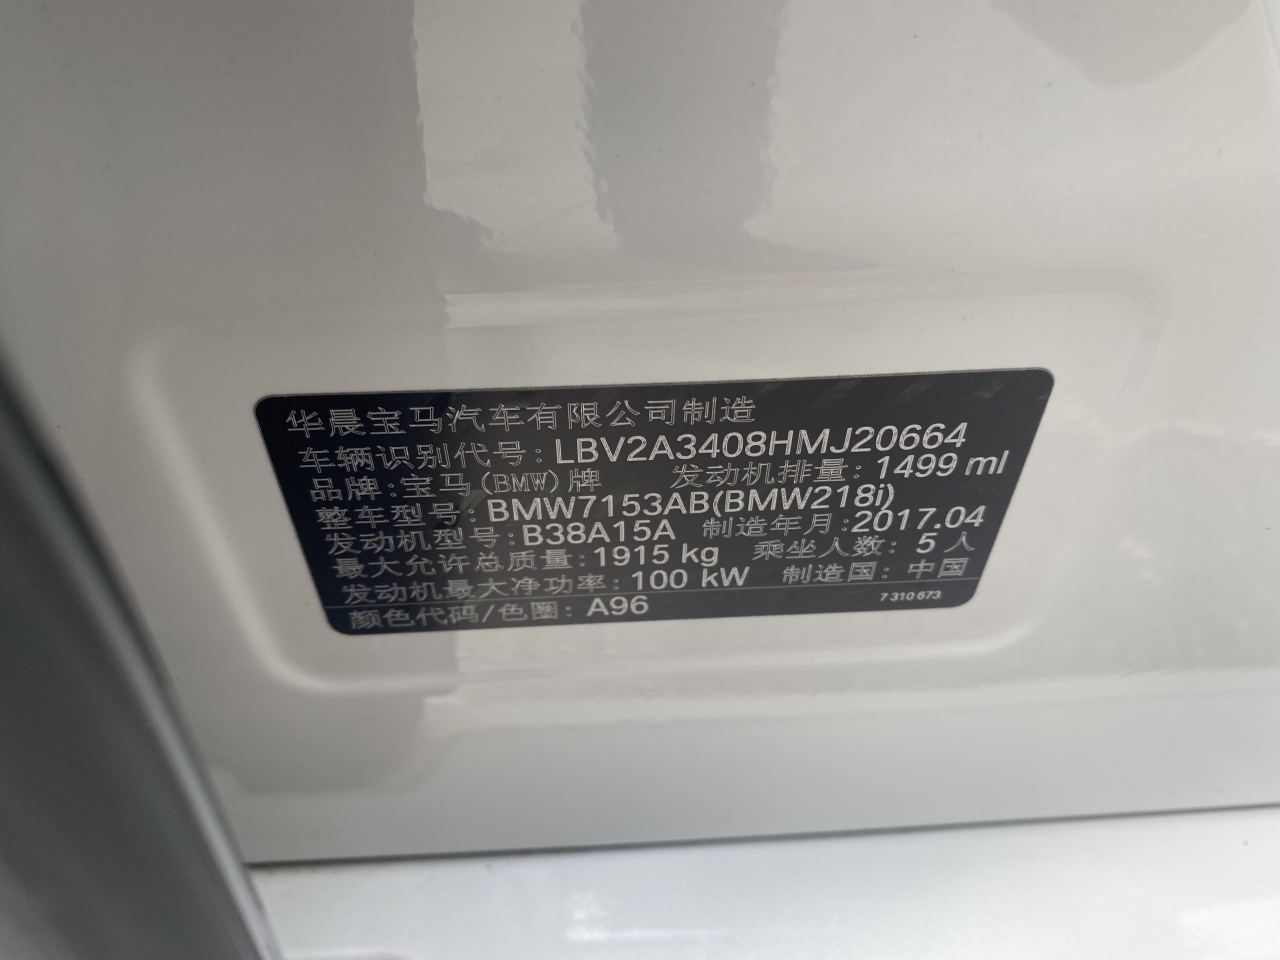 华晨宝马汽车有限公司制造
车辆识别代号: LBV2A3408HMJ20664
品牌:宝马(BMW)牌 发动机排量: 1499 ml
整车型号: BMW7153AB(BMW218i)
发动机型号: B38A15A 制造年月:2017.04
最大允许总质量:1915 kg 乘坐人数: 5 人
发动机最大净功率: 100 kW 制造国: 中国
颜色代码/色圈: A96 7 310 673